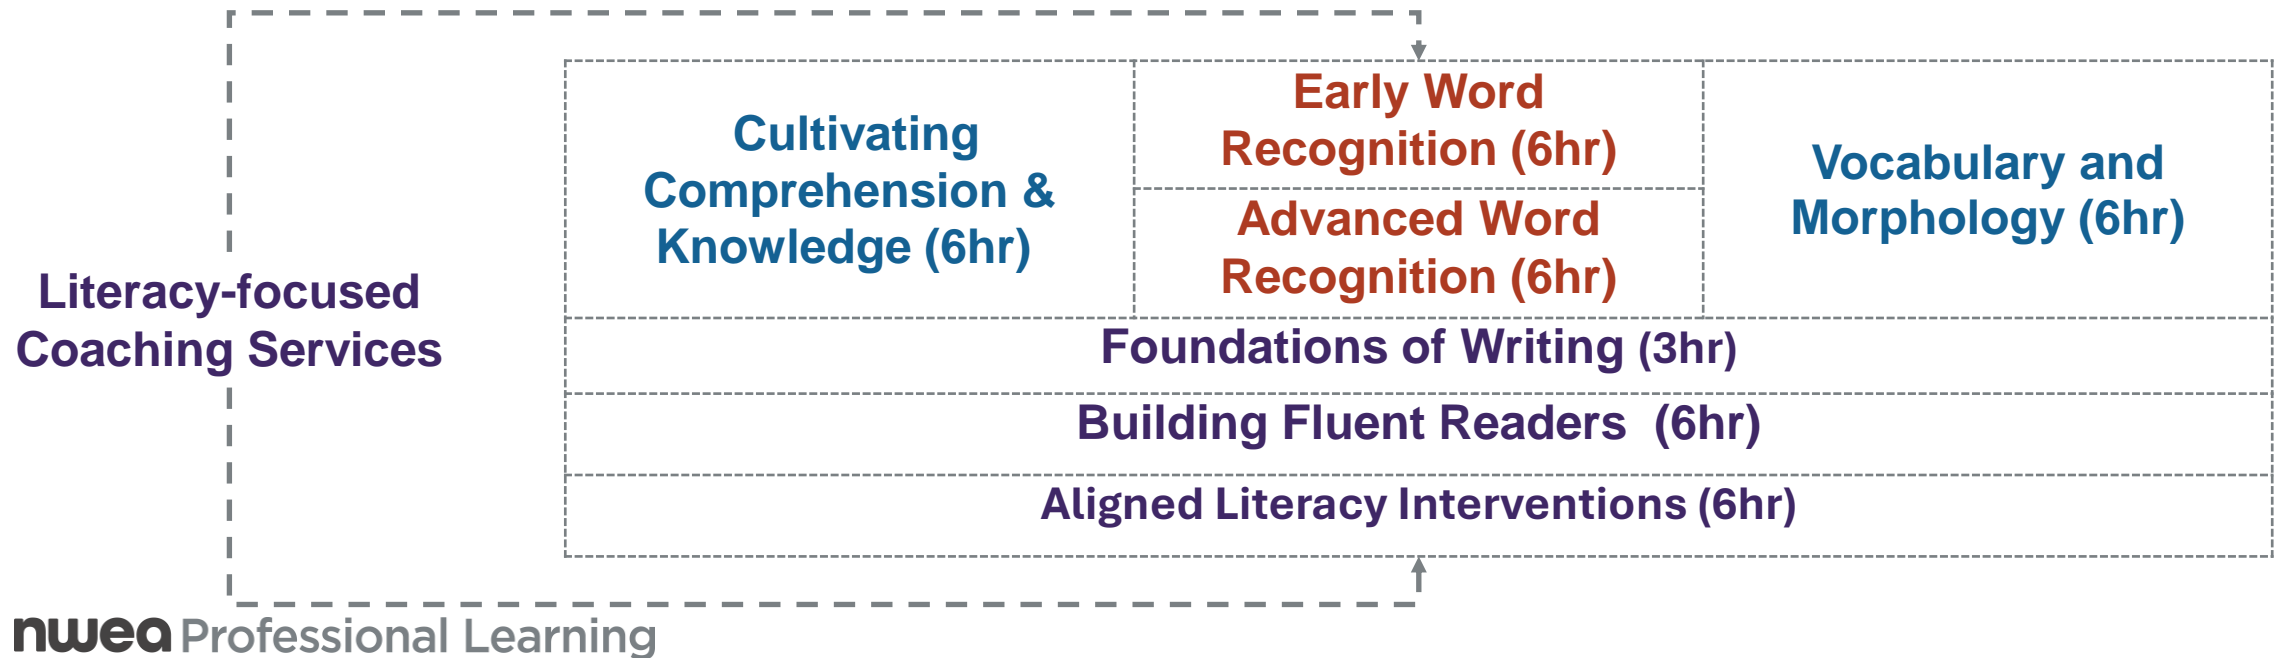 Literacy-focused
Coaching Services
Cultivating
Comprehension &
Knowledge (6hr)
Early Word
Recognition (6hr)
Advanced Word
Recognition (6hr)
Vocabulary and
Morphology (6hr)
Foundations of Writing (3hr)
Building Fluent Readers  (6hr)
Aligned Literacy Interventions (6hr)
nwea Professional Learning